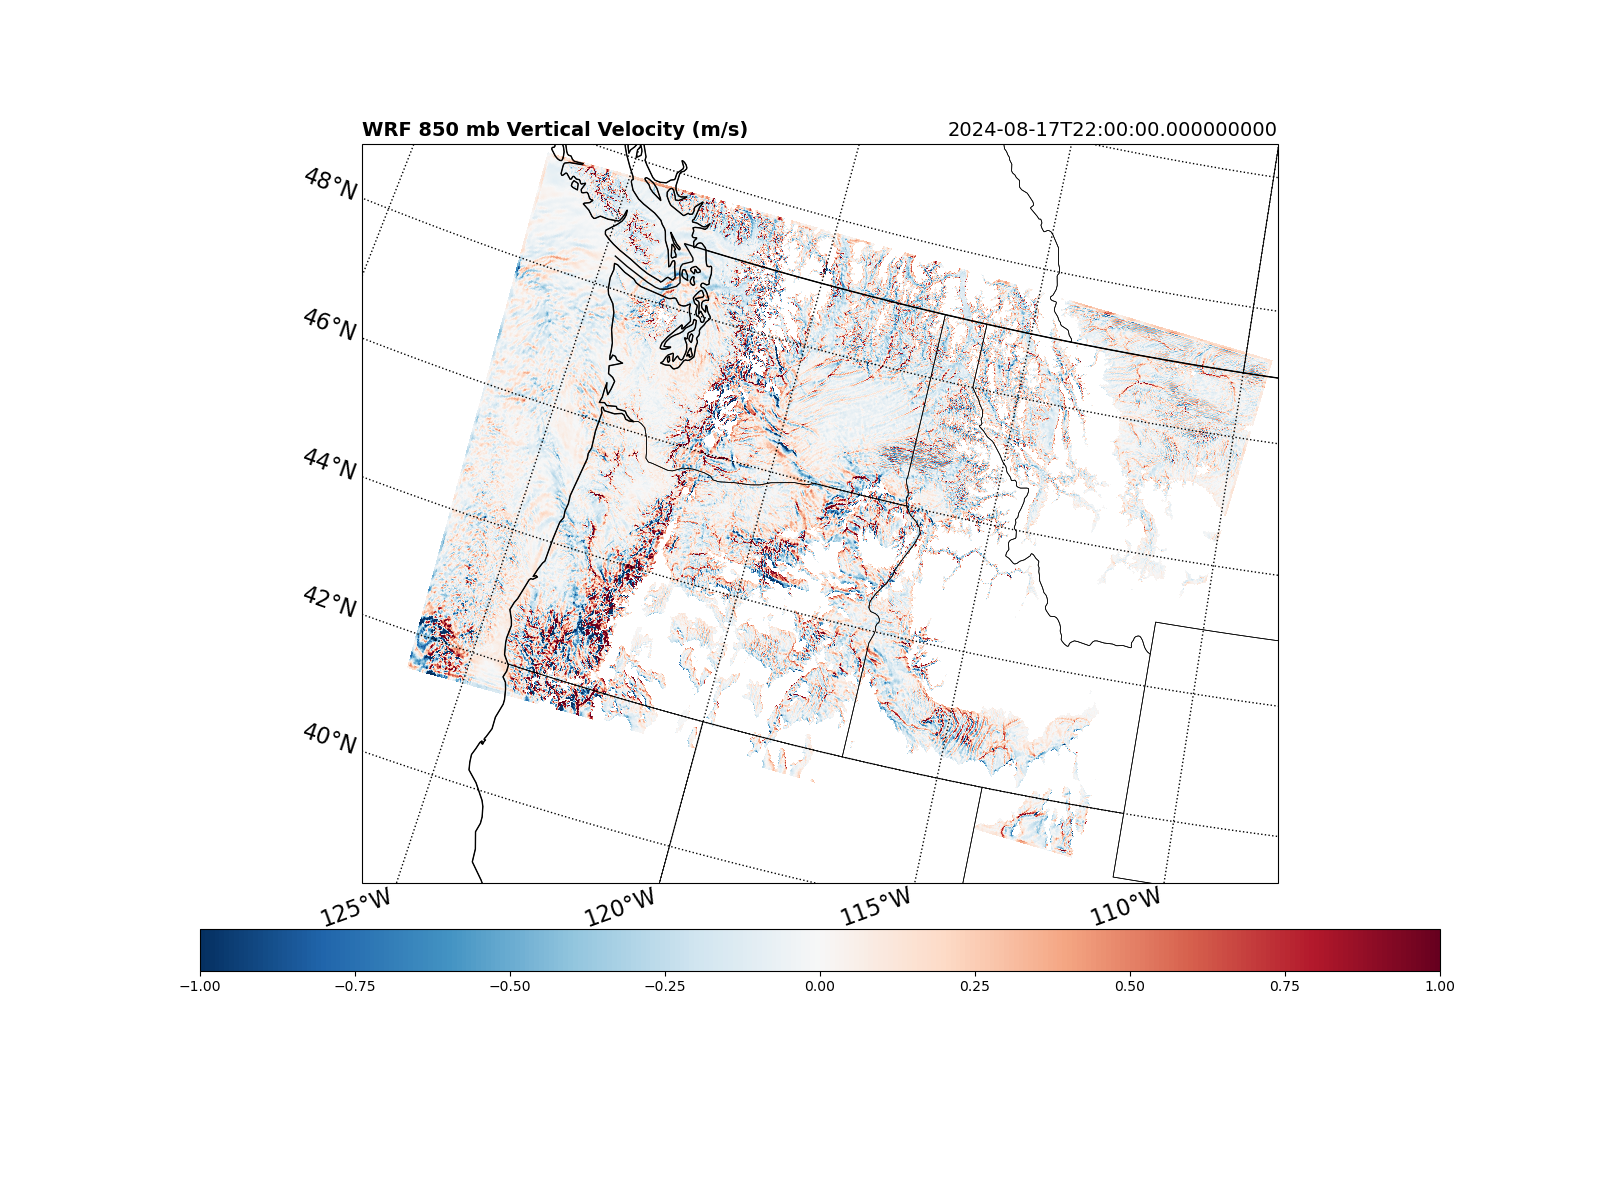 WRF 850 mb Vertical Velocity (m/s) 2024-08-17T22:00:00.000000000
48°N
46°N
44°N
42°N
40°N
125°W 120°W 115°W 110°W
−1.00 −0.75 −0.50 −0.25 0.00 0.25 0.50 0.75 1.00